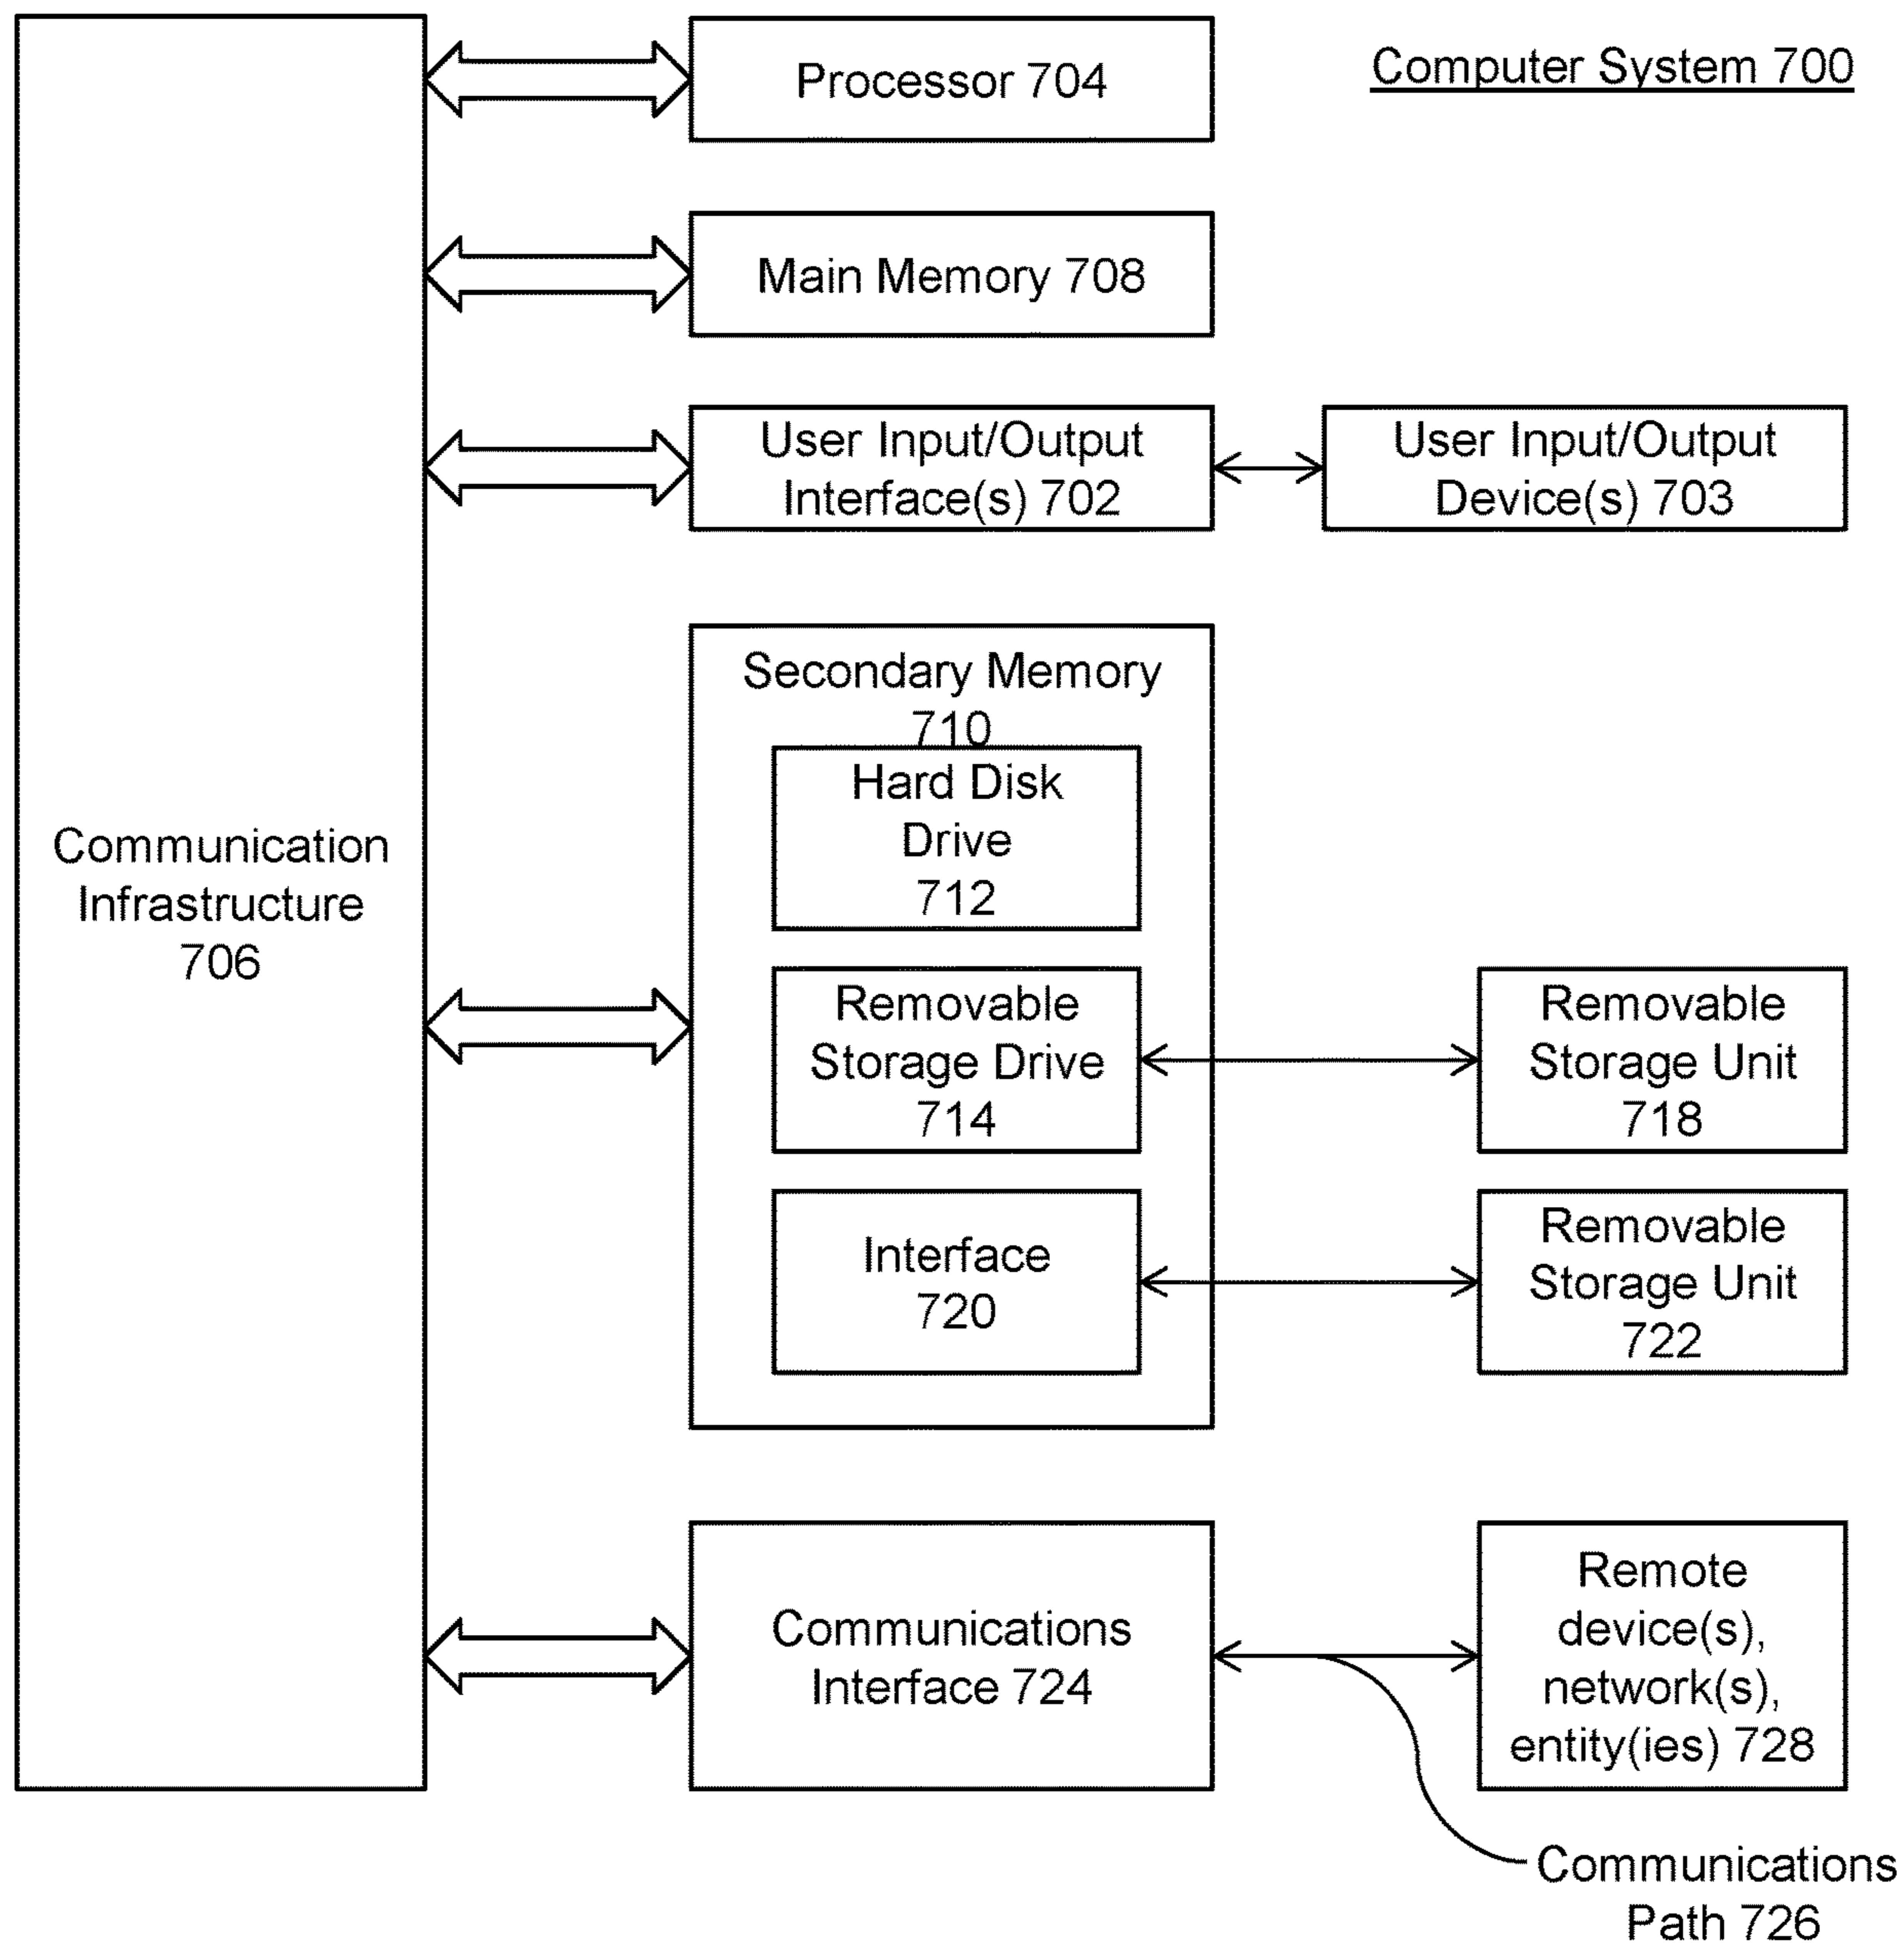 Computer System 700
Processor 704
Main Memory 708
User Input/Output
Interface(s) 702
User Input/Output
Device(s) 703
Communication
Infrastructure
706
Secondary Memory
710
Hard Disk
Drive
712
Removable
Storage Drive
714
Removable
Storage Unit
718
Interface
720
Removable
Storage Unit
722
Communications
Interface 724
Remote
device(s),
network(s),
entity(ies) 728
Communications
Path 726